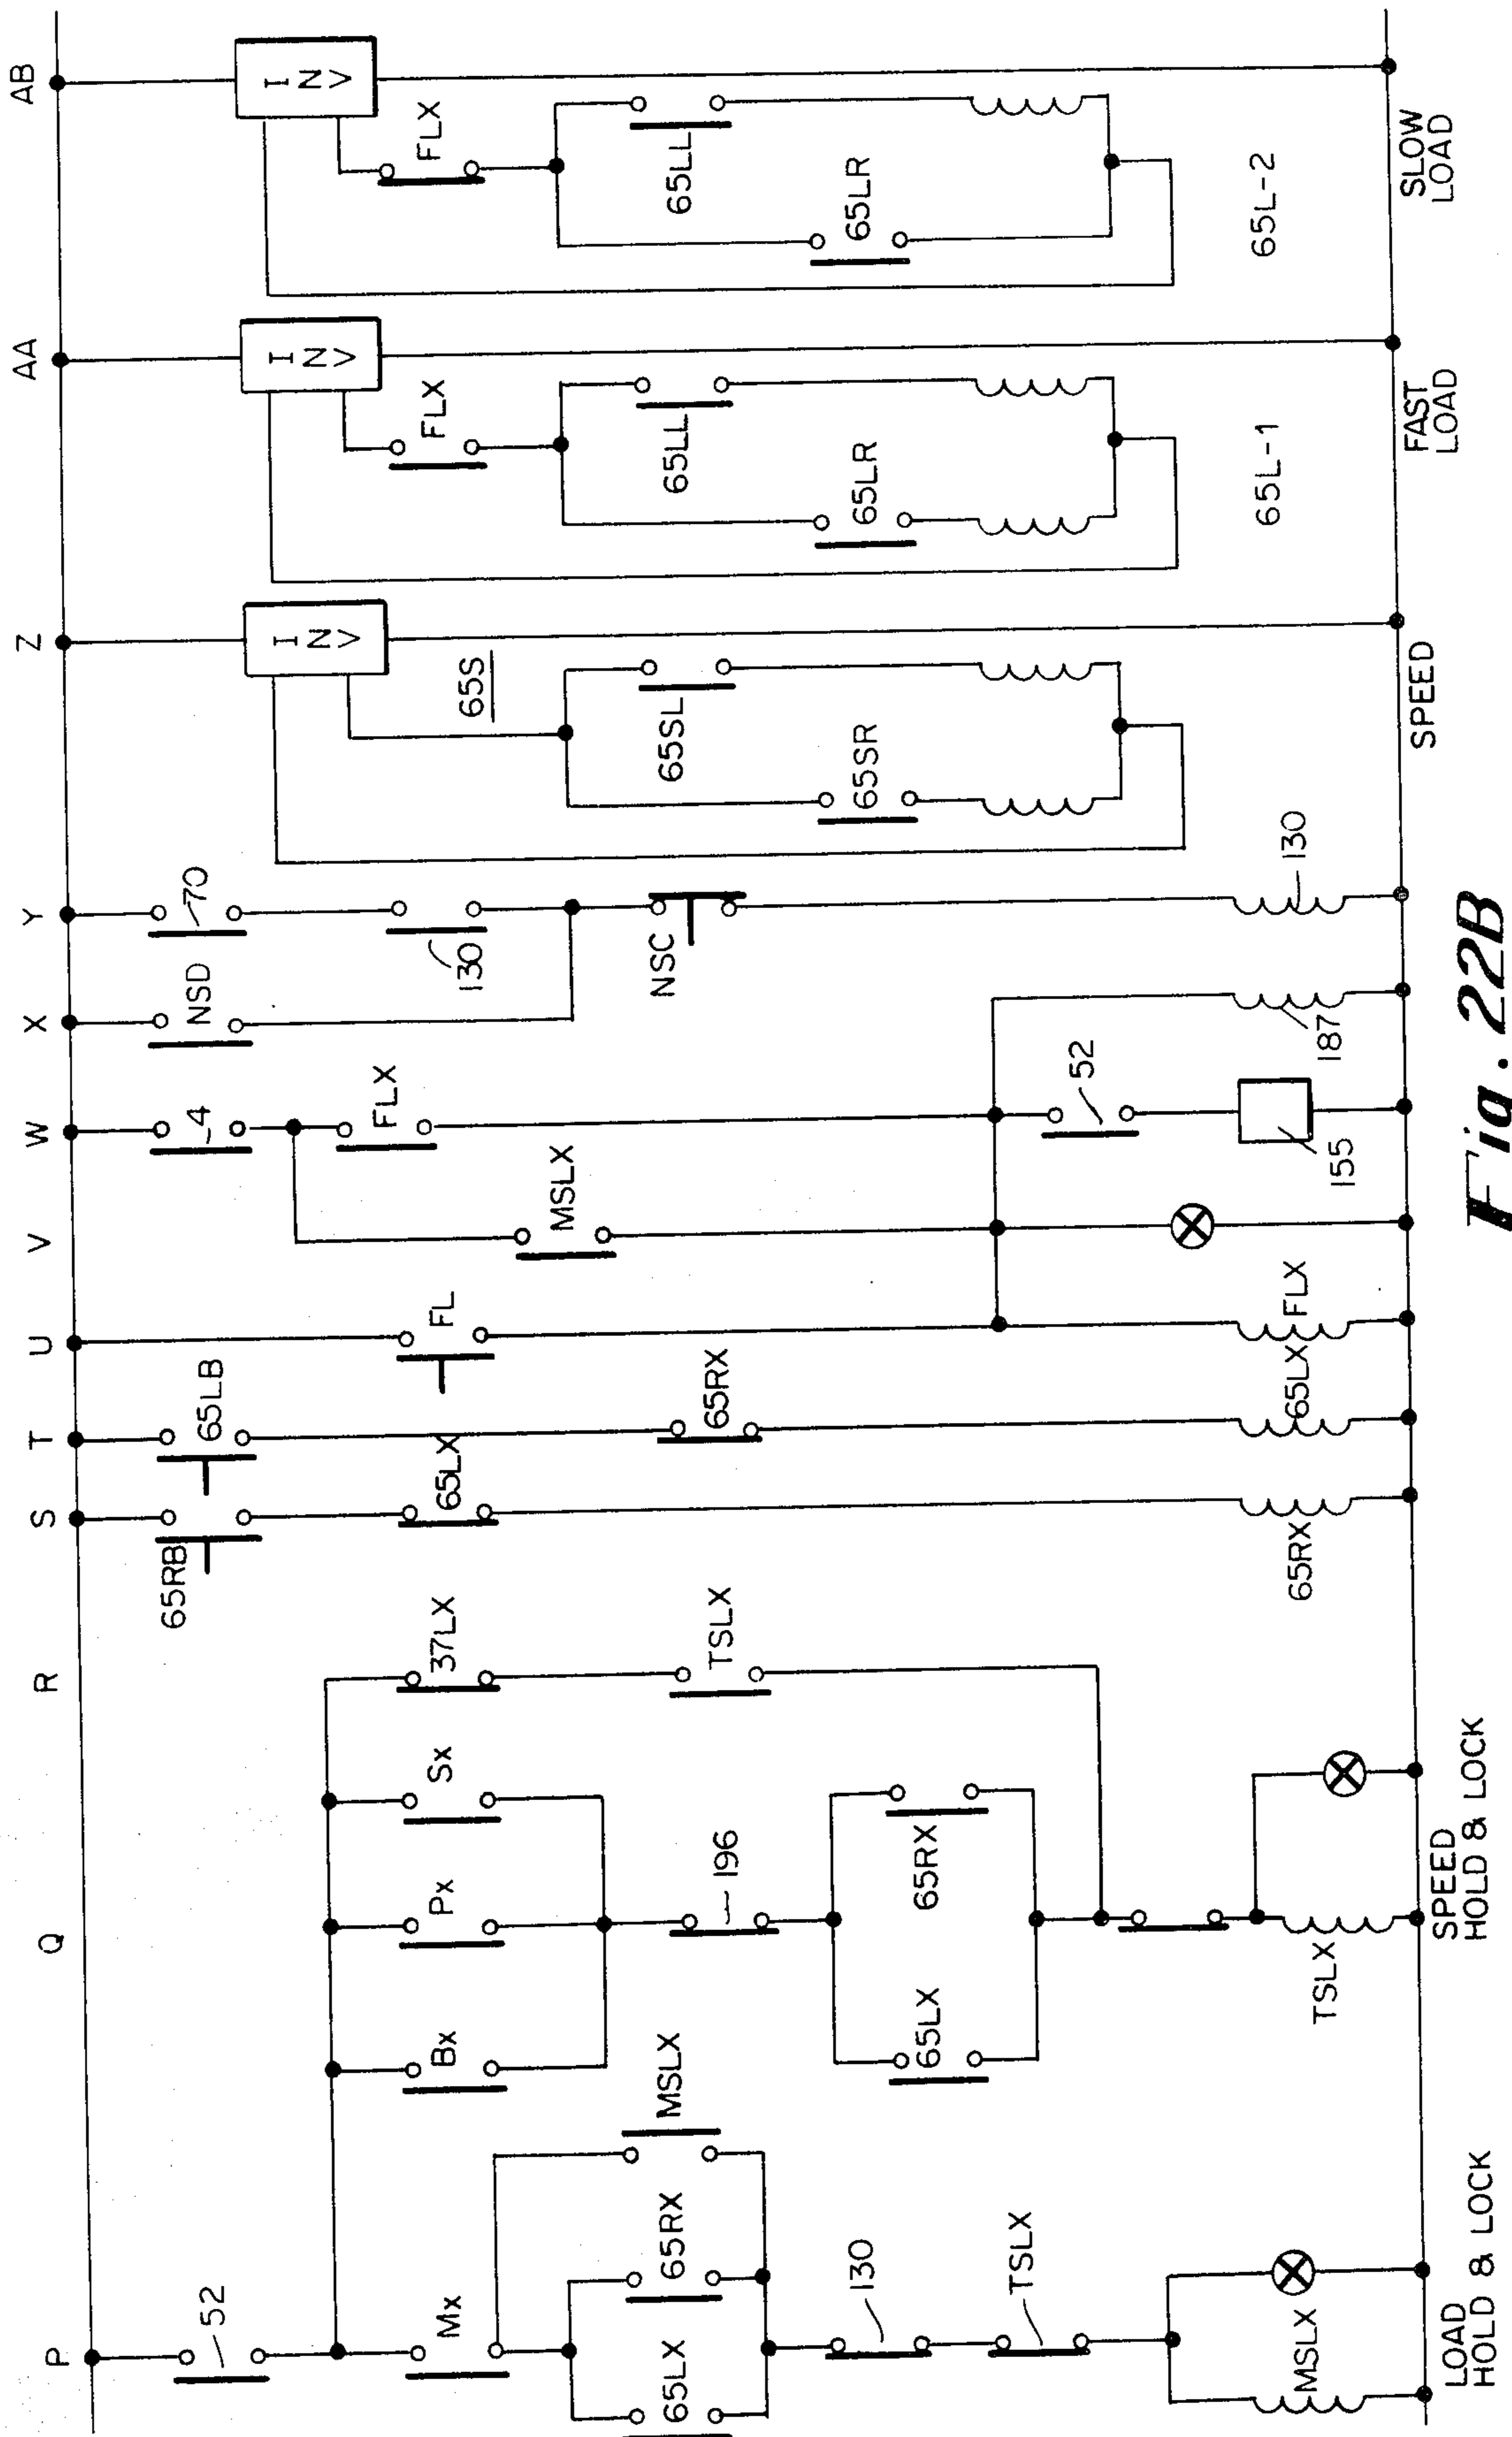 P
Q
R
S
T
U
V
W
X
Y
Z
AA
AB
52
Mx
65LX
65RX
MSLX
130
TSLX
MSLX
LOAD
HOLD & LOCK
Bx
Px
Sx
37LX
TSLX
196
65LX
65RX
TSLX
SPEED
HOLD & LOCK
65RB
65LX
65RX
65LB
65RX
65LX
FL
FLX
MSLX
4
FLX
52
155
187
NSD
70
130
NSC
130
INV
65S
65SL
65SR
SPEED
INV
FLX
65LL
65LR
65L-1
FAST
LOAD
INV
FLX
65LL
65LR
65L-2
SLOW
LOAD
Fig. 22B